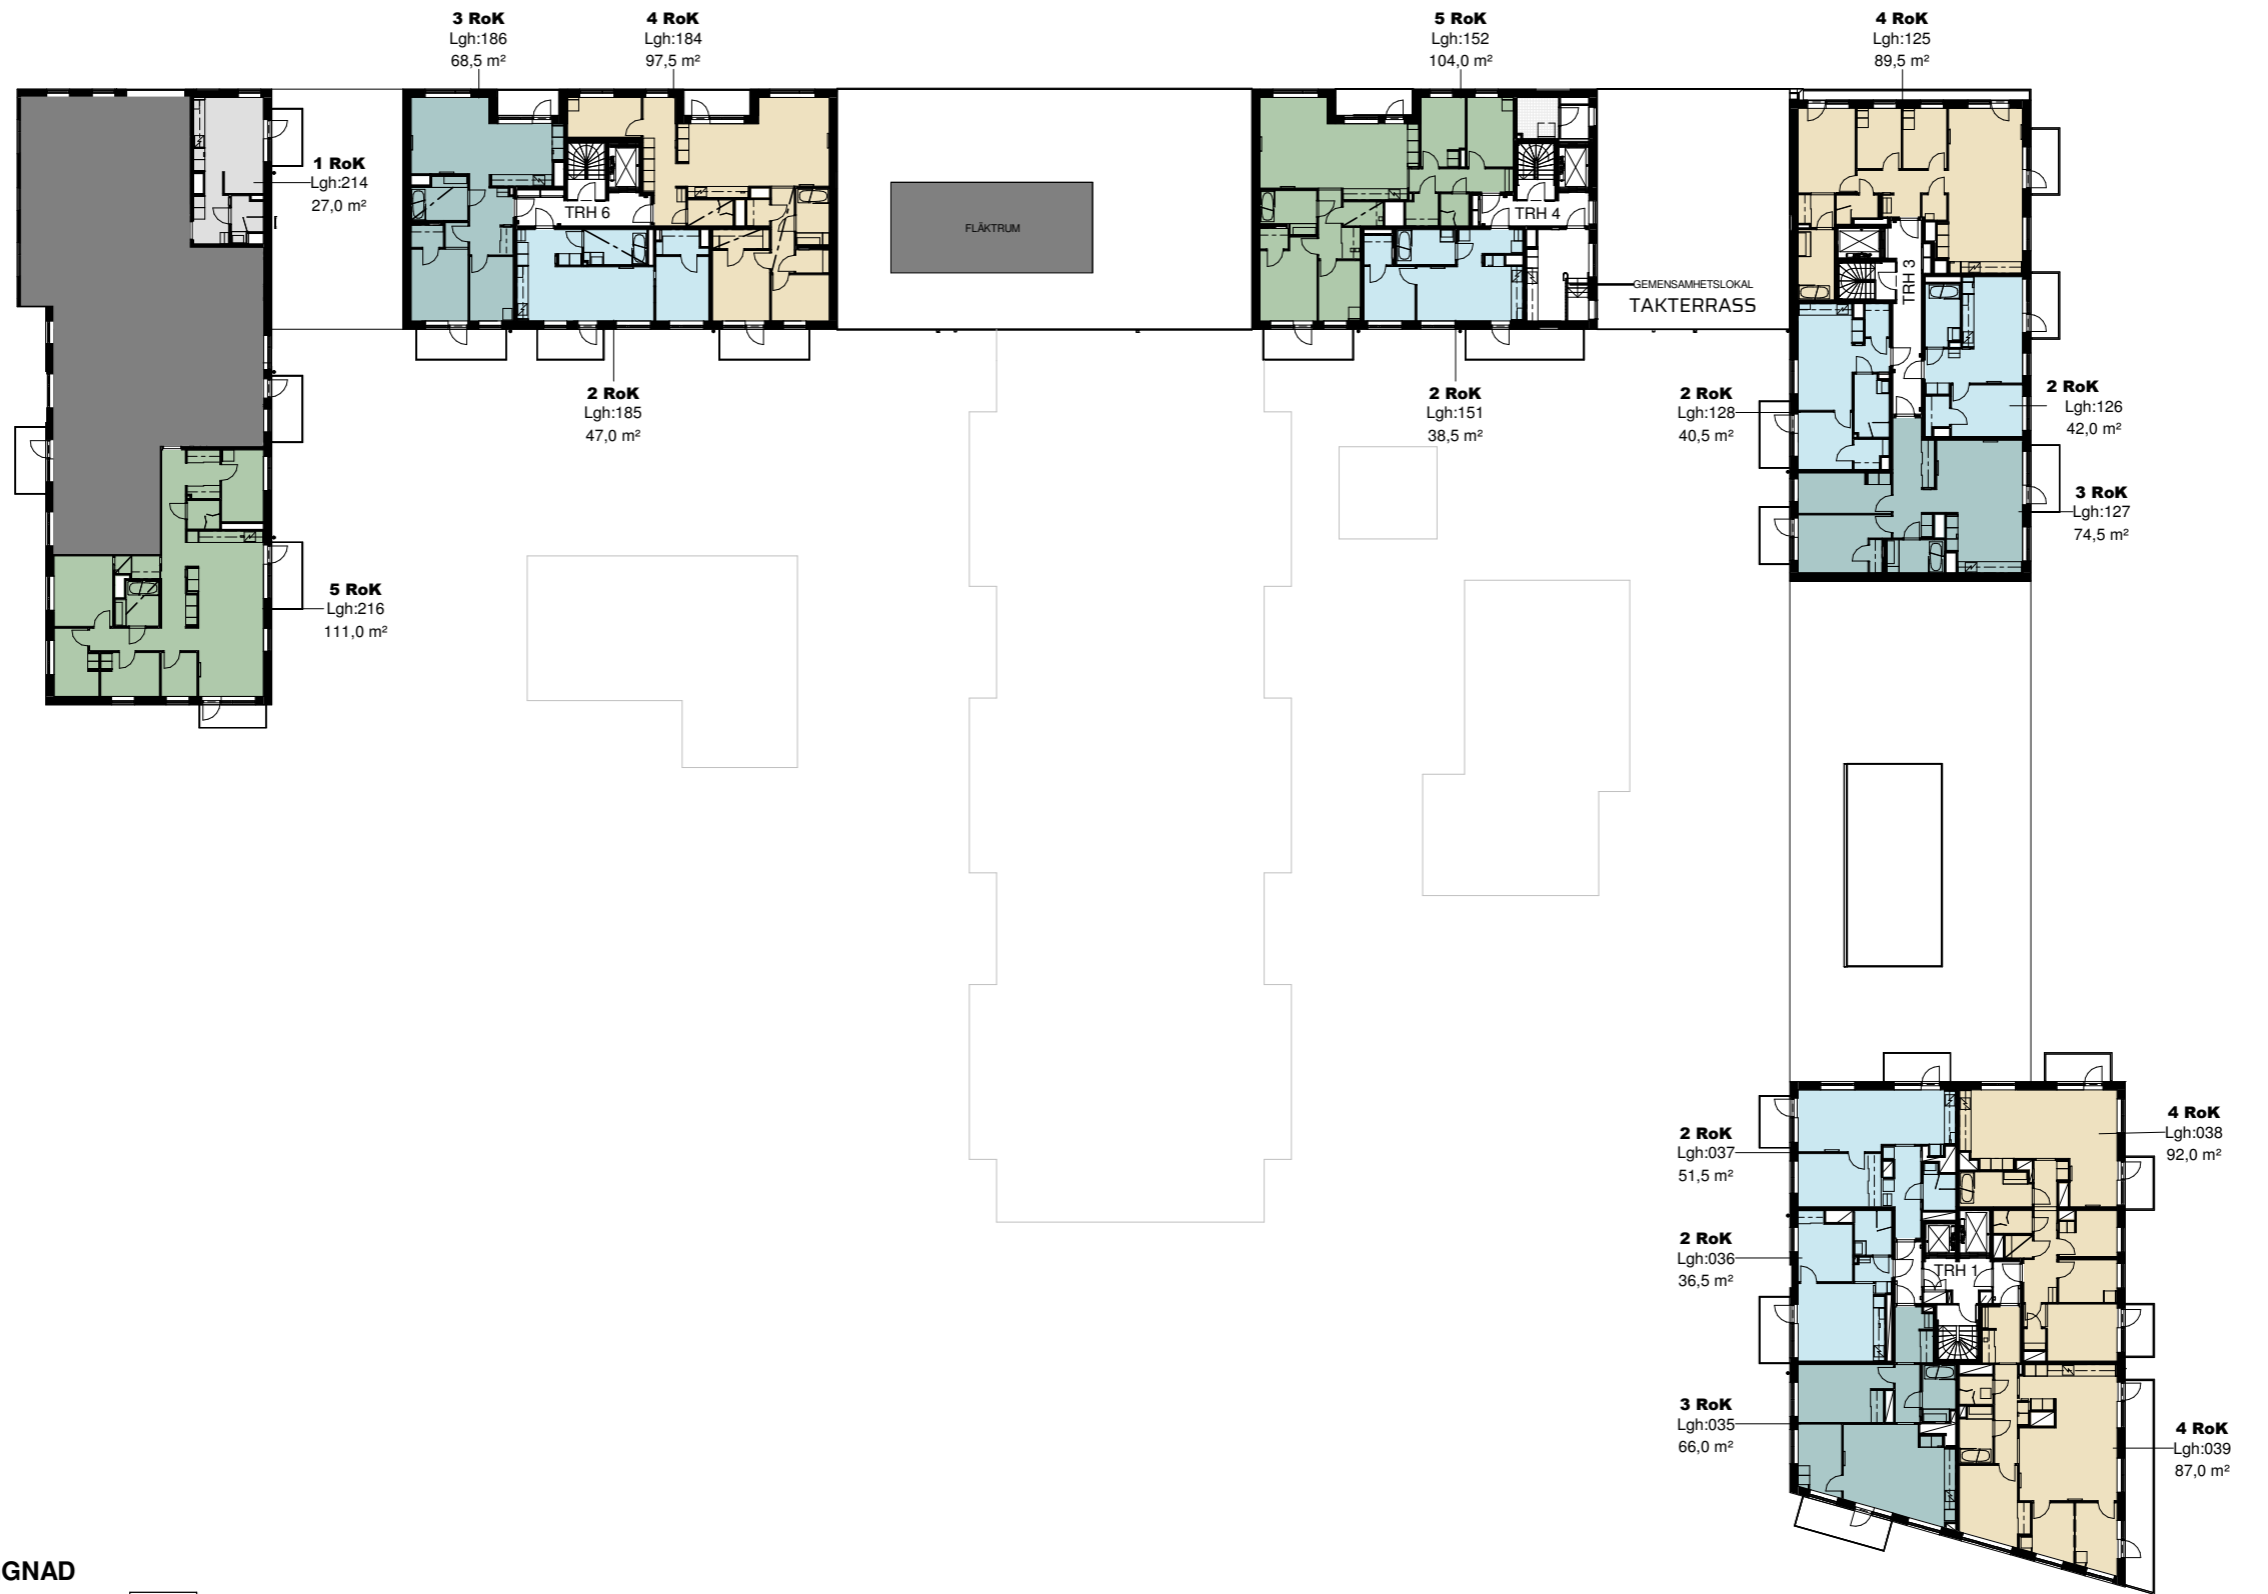 3 RoK
Lgh:186
68,5 m²
4 RoK
Lgh:184
97,5 m²
5 RoK
Lgh:152
104,0 m²
4 RoK
Lgh:125
89,5 m²
1 RoK
Lgh:214
27,0 m²
TRH 6
FLÄKTRUM
TRH 4
TRH 3
GEMENSAMHETSLOKAL
TAKTERRASS
2 RoK
Lgh:185
47,0 m²
2 RoK
Lgh:151
38,5 m²
2 RoK
Lgh:128
40,5 m²
2 RoK
Lgh:126
42,0 m²
3 RoK
Lgh:127
74,5 m²
5 RoK
Lgh:216
111,0 m²
2 RoK
Lgh:037
51,5 m²
4 RoK
Lgh:038
92,0 m²
2 RoK
Lgh:036
36,5 m²
TRH 1
3 RoK
Lgh:035
66,0 m²
4 RoK
Lgh:039
87,0 m²
GNAD